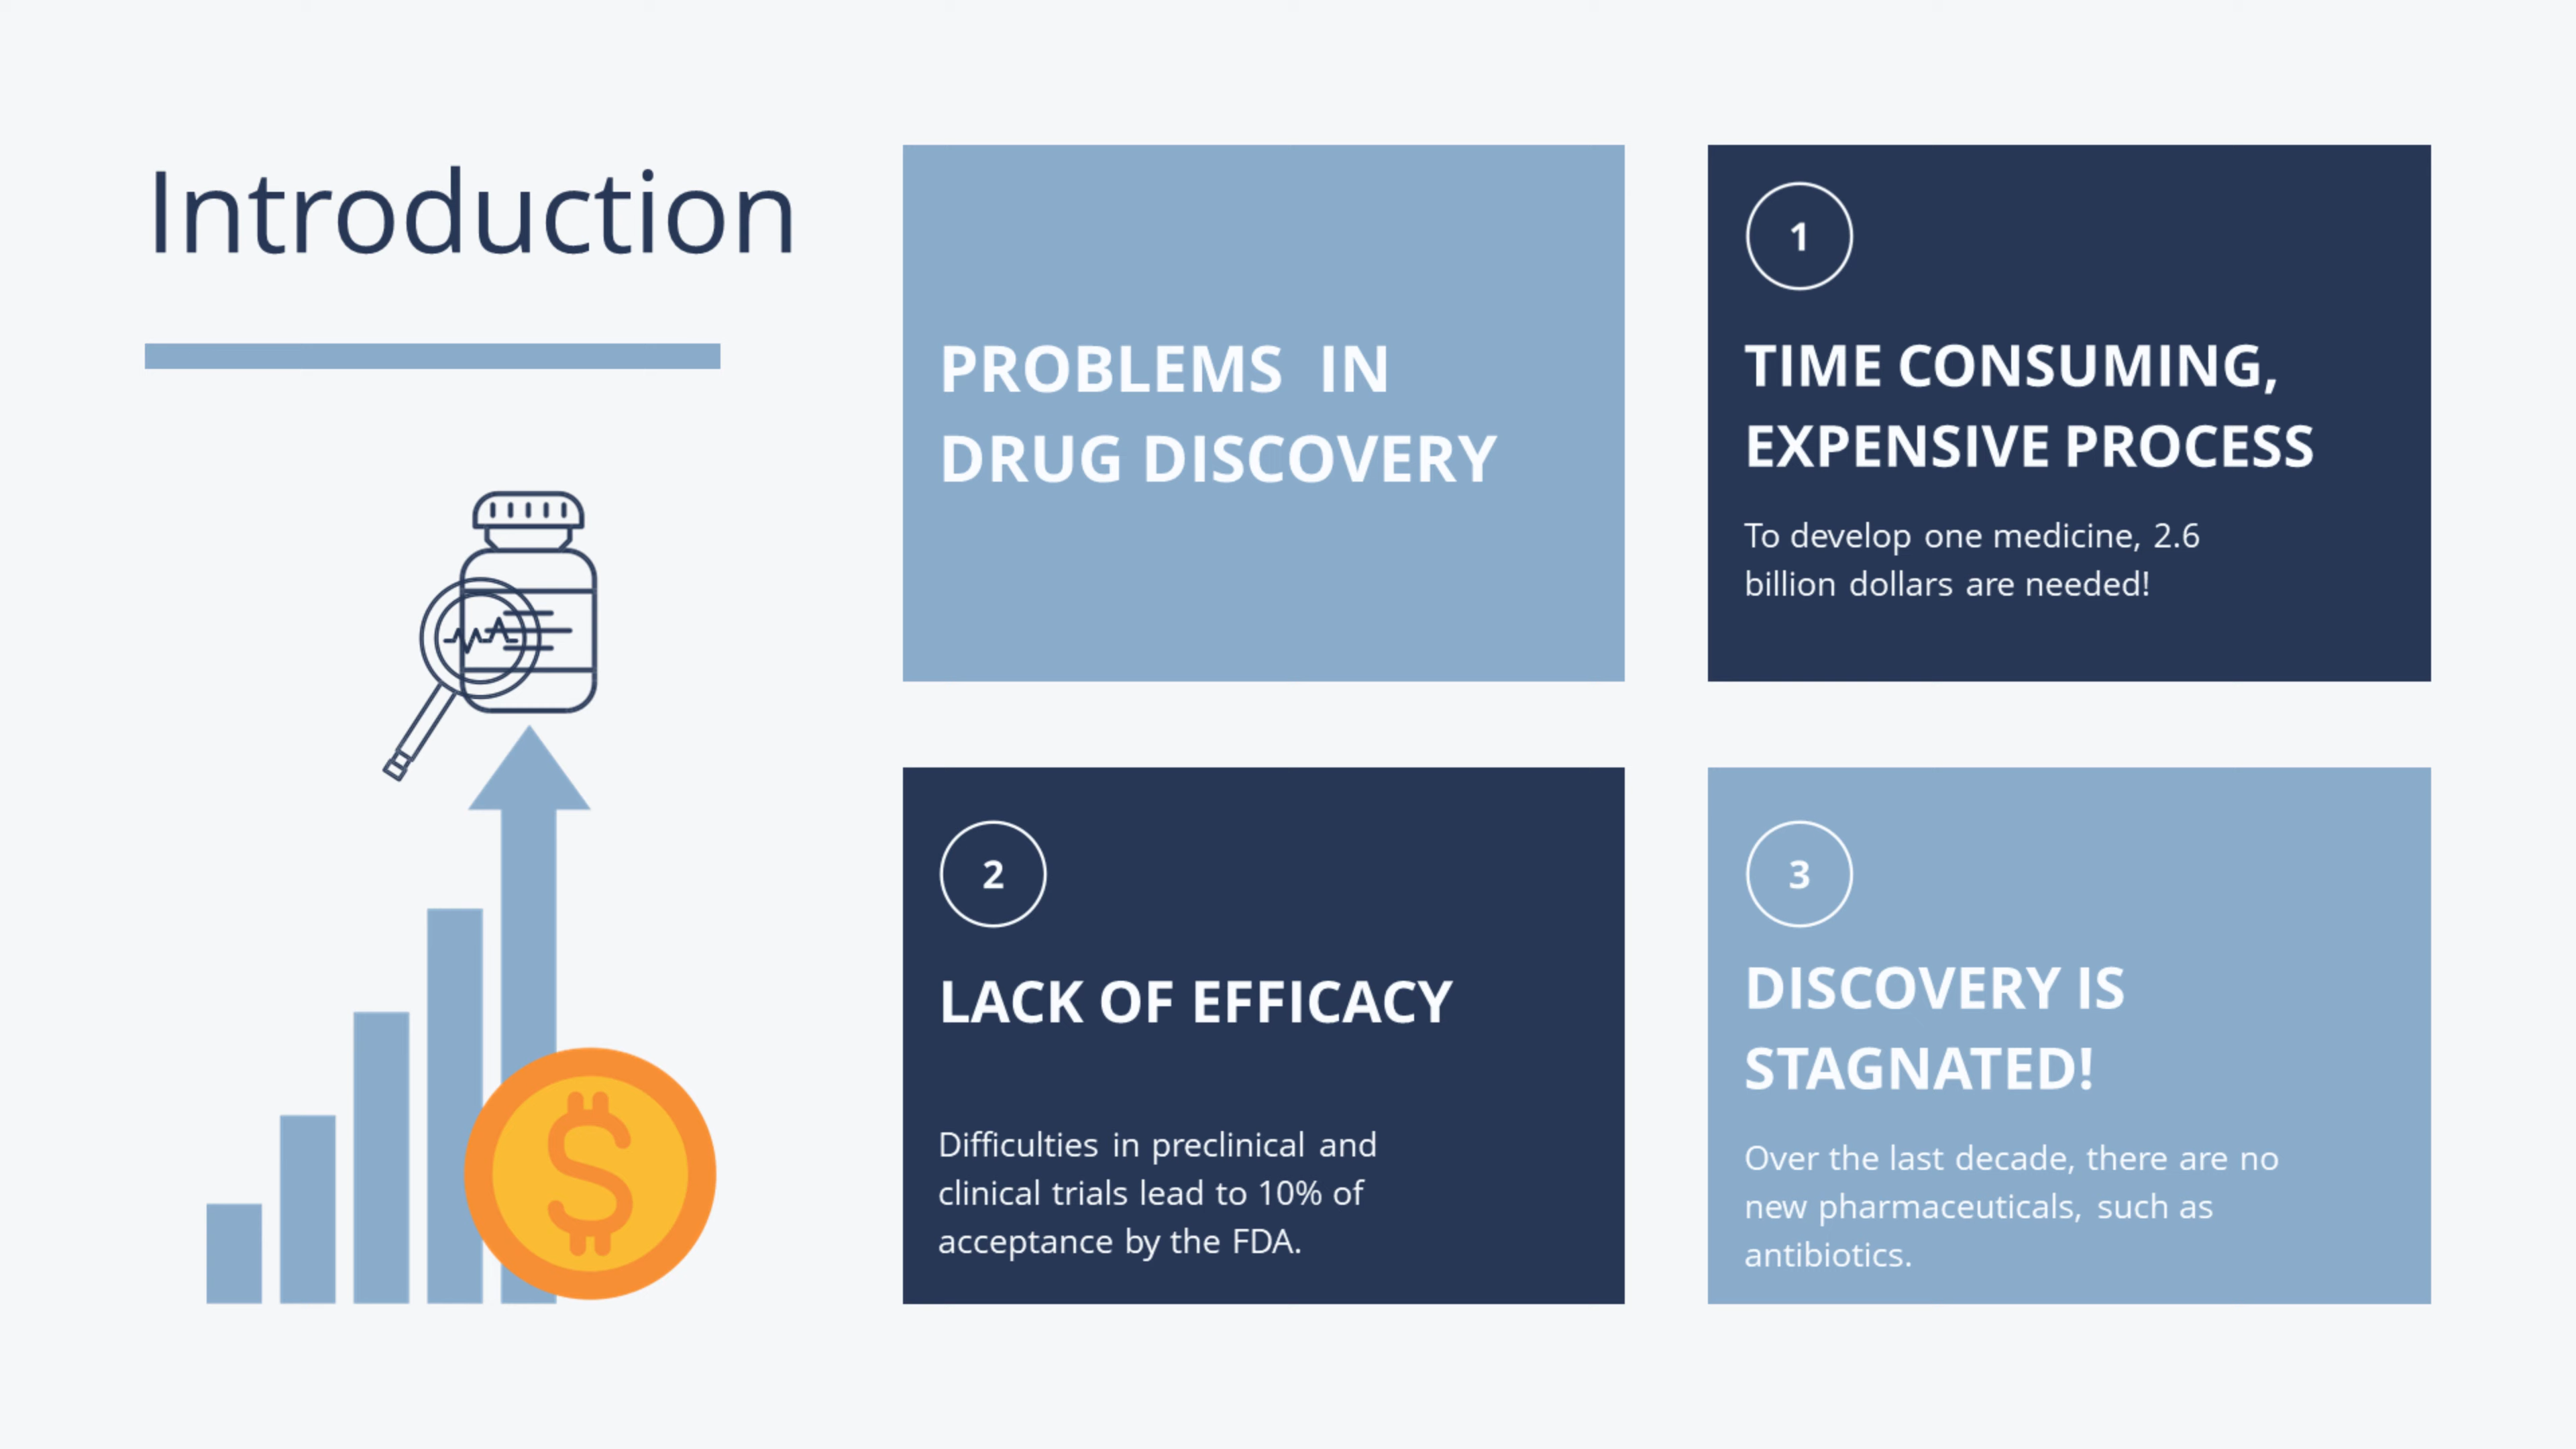 Introduction
PROBLEMS IN
DRUG DISCOVERY
1
TIME CONSUMING,
EXPENSIVE PROCESS
To develop one medicine, 2.6
billion dollars are needed!
2
LACK OF EFFICACY
Difficulties in preclinical and
clinical trials lead to 10% of
acceptance by the FDA.
3
DISCOVERY IS
STAGNATED!
Over the last decade, there are no
new pharmaceuticals, such as
antibiotics.
$